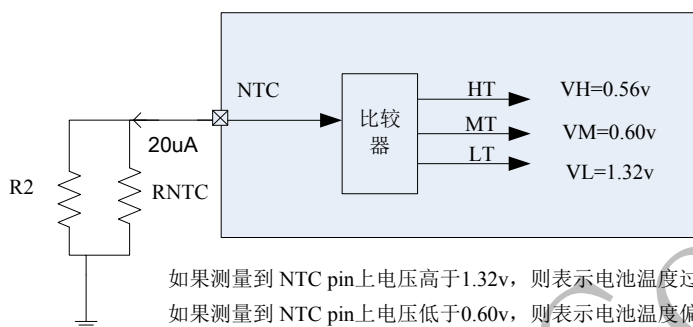 NTC
HT
VH=0.56v
比较
器
MT
VM=0.60v
20uA
LT
VL=1.32v
R2
RNTC
如果测量到 NTC pin上电压高于1.32v，则表示电池温度过
如果测量到 NTC pin上电压低于0.60v，则表示电池温度偏